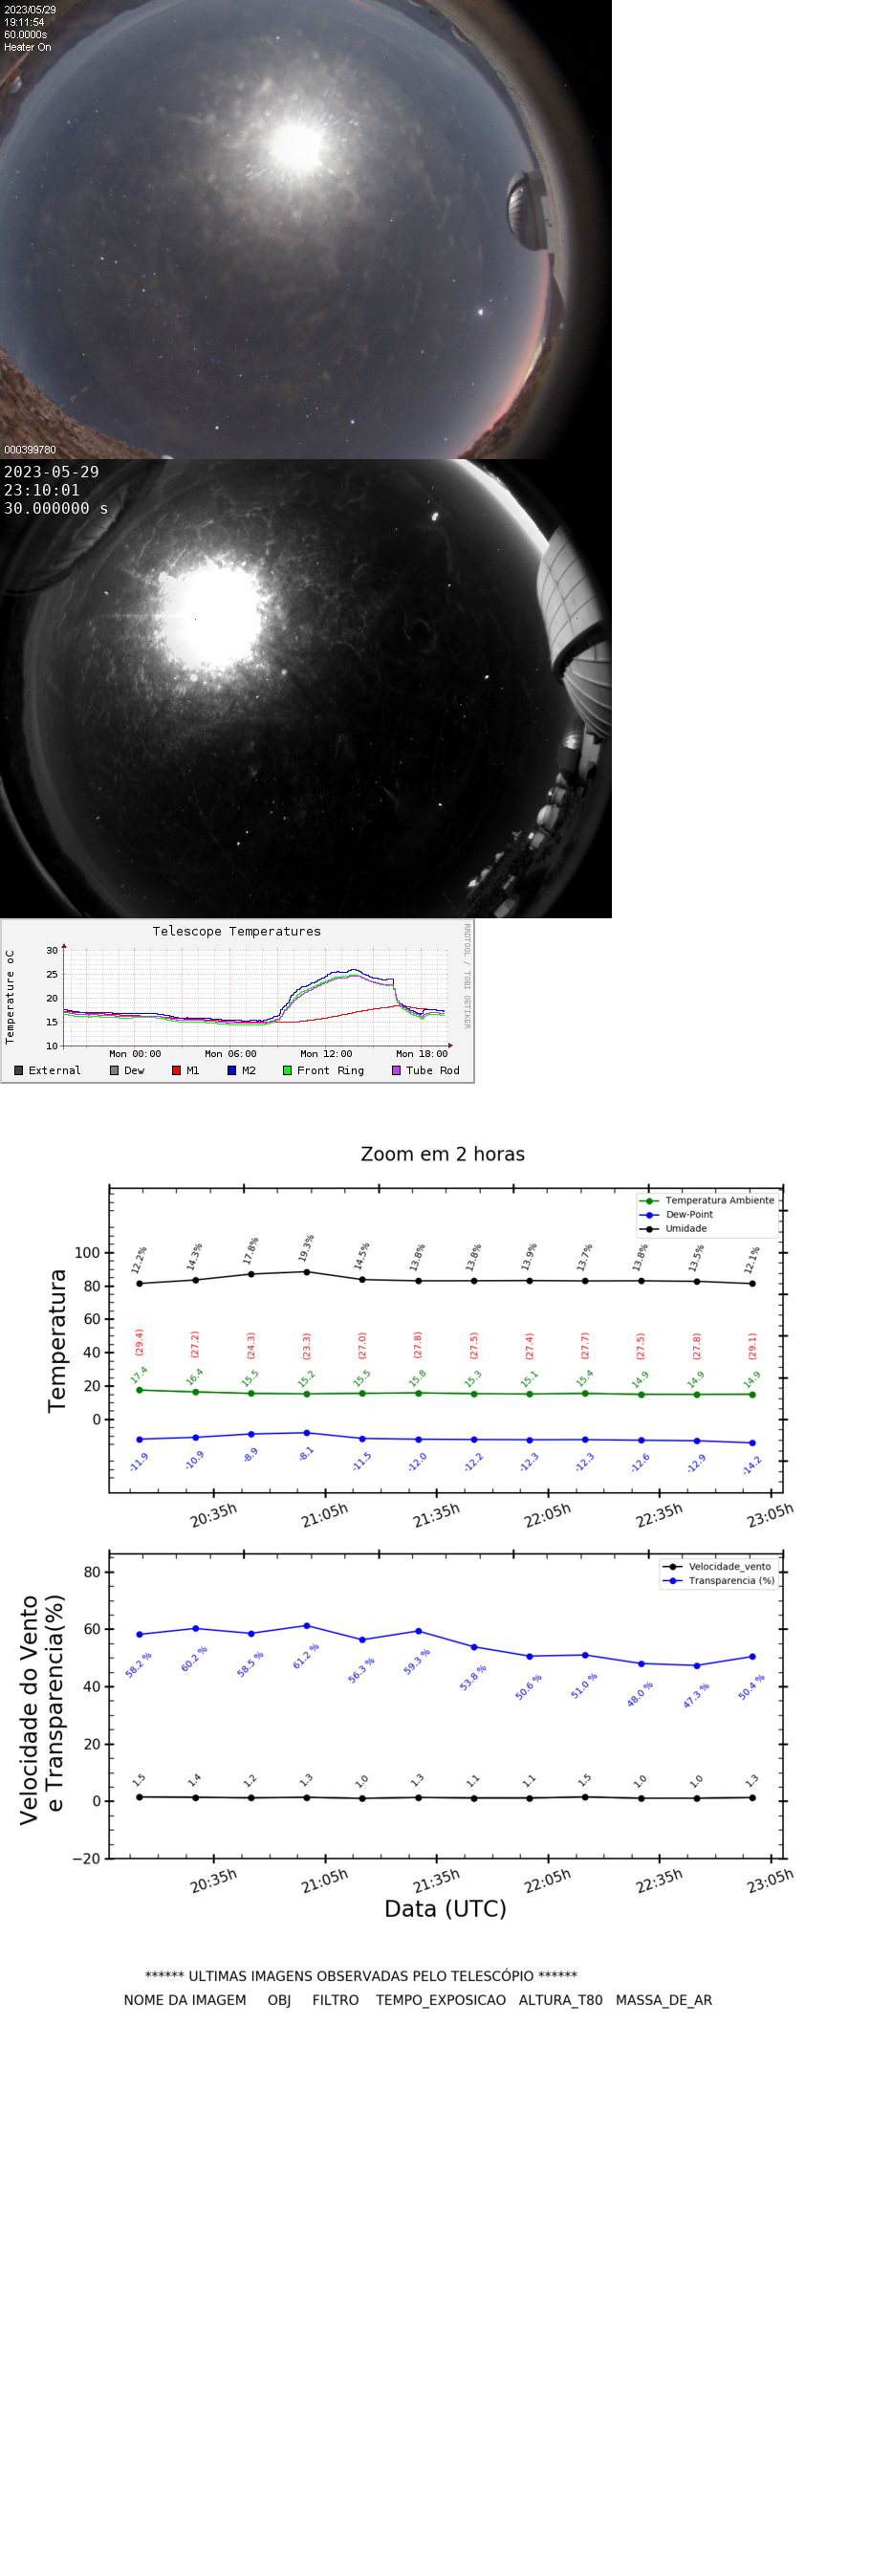 2023/05/29
19:11:54
60.0000s
Heater On
000399780
2023-05-29
23:10:01
30.000000 s
Telescope Temperatures
Temperature oC
RRDTOOL / TOBI OETIKER
30
25
20
15
10
Mon 00:00 Mon 06:00 Mon 12:00 Mon 18:00
External Dew M1 M2 Front Ring Tube Rod
Zoom em 2 horas
Temperatura
Temperatura Ambiente
Dew-Point
Umidade
100
80
60
40
20
0
12.2% 14.3% 17.8% 19.3% 14.5% 13.8% 13.8% 13.9% 13.7% 13.8% 13.5% 12.1%
(29.4) (27.2) (24.3) (23.3) (27.0) (27.8) (27.5) (27.4) (27.7) (27.5) (27.8) (29.1)
17.4 16.4 15.5 15.2 15.5 15.8 15.3 15.1 15.4 14.9 14.9 14.9
-11.9 -10.9 -8.9 -8.1 -11.5 -12.0 -12.2 -12.3 -12.3 -12.6 -12.9 -14.2
20:35h 21:05h 21:35h 22:05h 22:35h 23:05h
Velocidade do Vento
e Transparencia(%)
Velocidade_vento
Transparencia (%)
80
60
40
20
0
−20
58.2 % 60.2 % 58.5 % 61.2 % 56.3 % 59.3 % 53.8 % 50.6 % 51.0 % 48.0 % 47.3 % 50.4 %
1.5 1.4 1.2 1.3 1.0 1.3 1.1 1.1 1.5 1.0 1.0 1.3
20:35h 21:05h 21:35h 22:05h 22:35h 23:05h
Data (UTC)
****** ULTIMAS IMAGENS OBSERVADAS PELO TELESCÓPIO ******
NOME DA IMAGEM OBJ FILTRO TEMPO_EXPOSICAO ALTURA_T80 MASSA_DE_AR